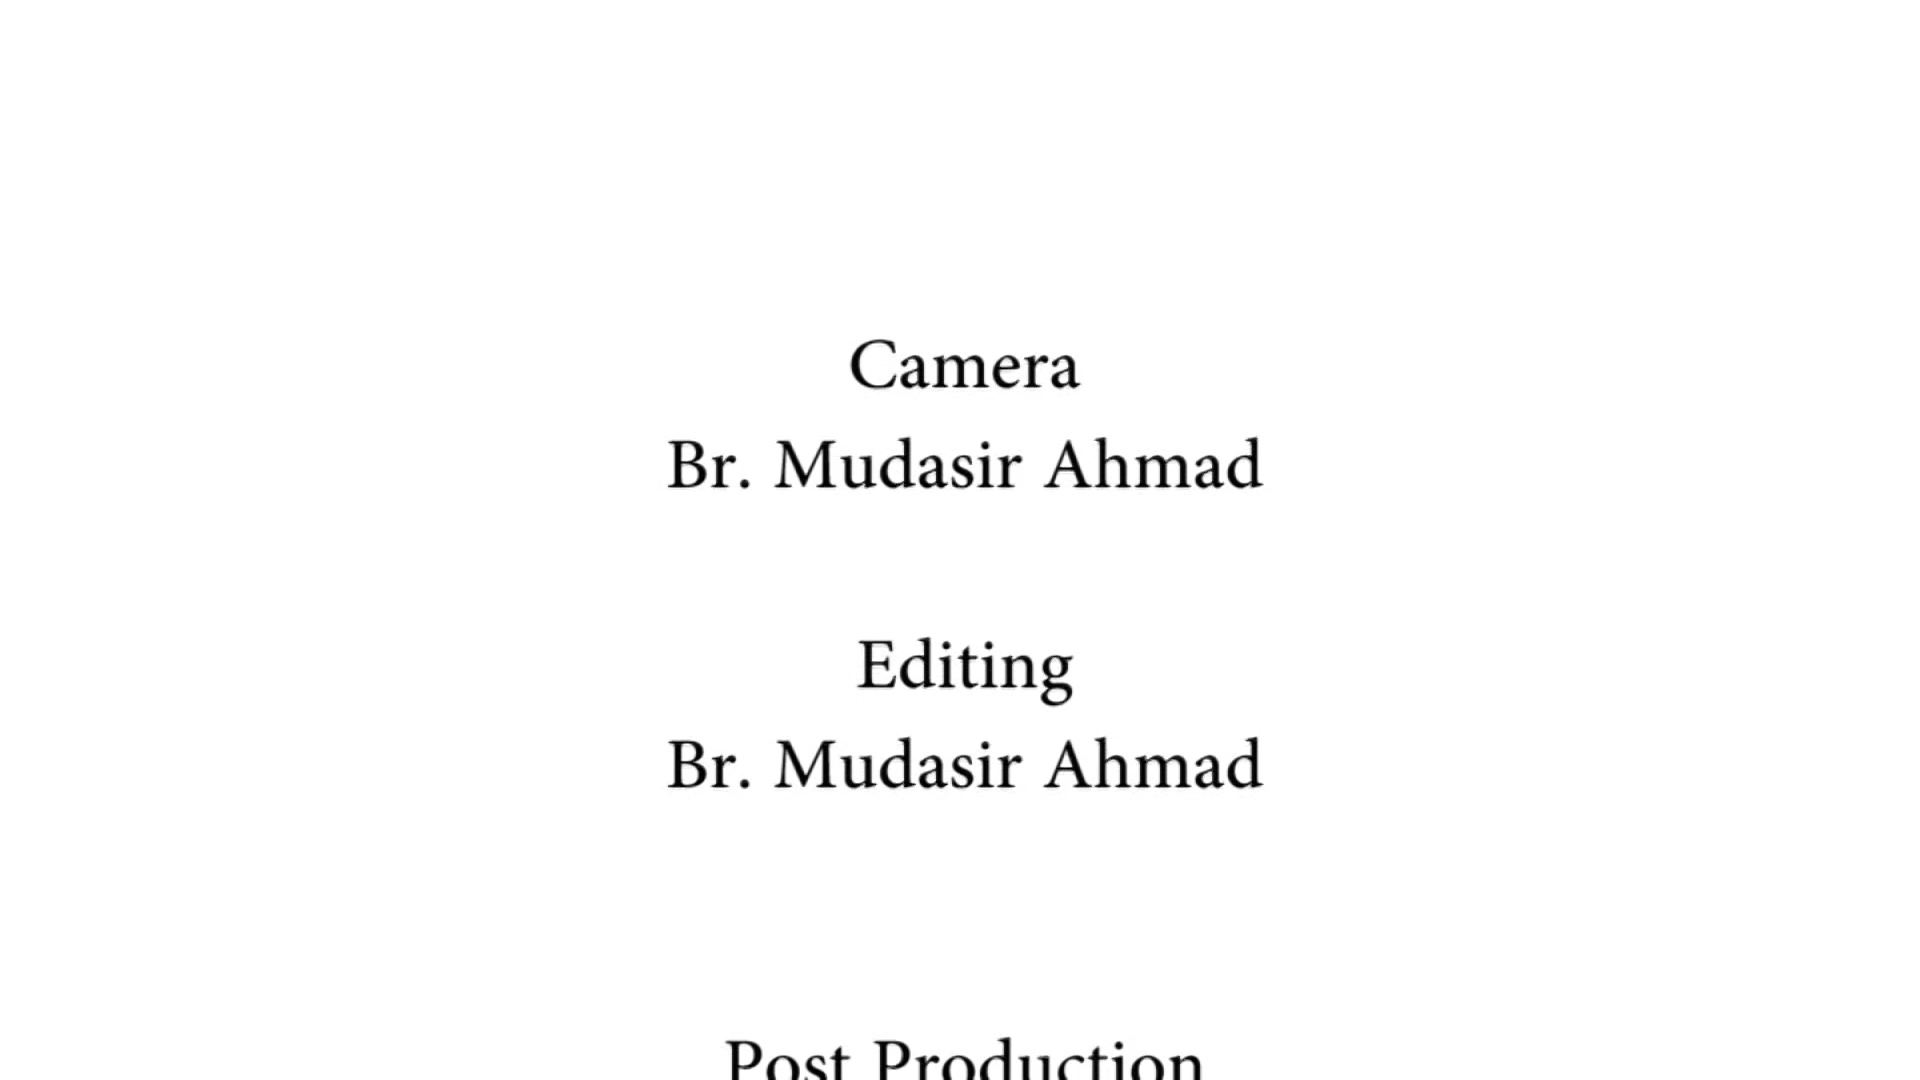 Camera
Br. Mudasir Ahmad
Editing
Br. Mudasir Ahmad
Post Production